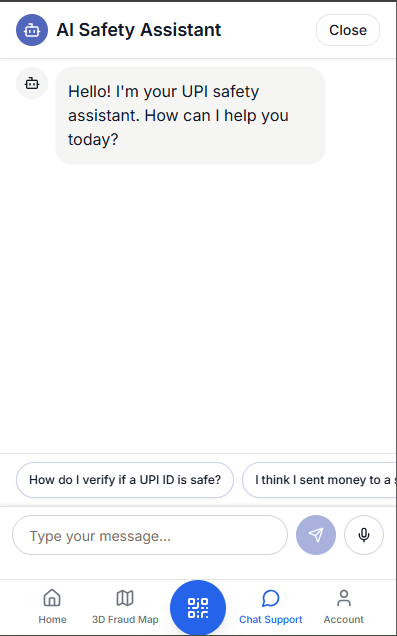 AI Safety Assistant
Close
Hello! I'm your UPI safety
assistant. How can I help you
today?
How do I verify if a UPI ID is safe?
I think I sent money to a
Type your message...
Home
3D Fraud Map
Chat Support
Account